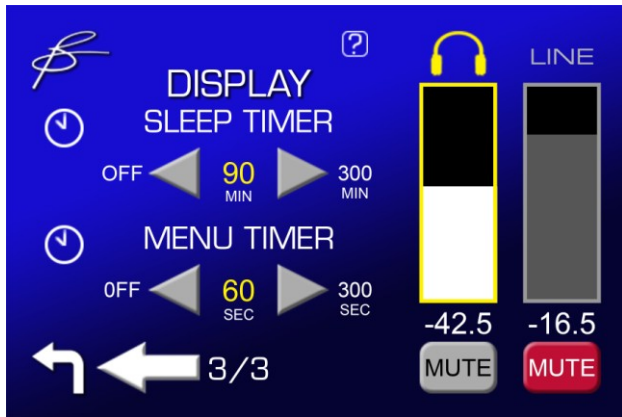 ?
DISPLAY
SLEEP TIMER
OFF 90 MIN 300 MIN
MENU TIMER
0FF 60 SEC 300 SEC
3/3
LINE
-42.5 -16.5
MUTE MUTE